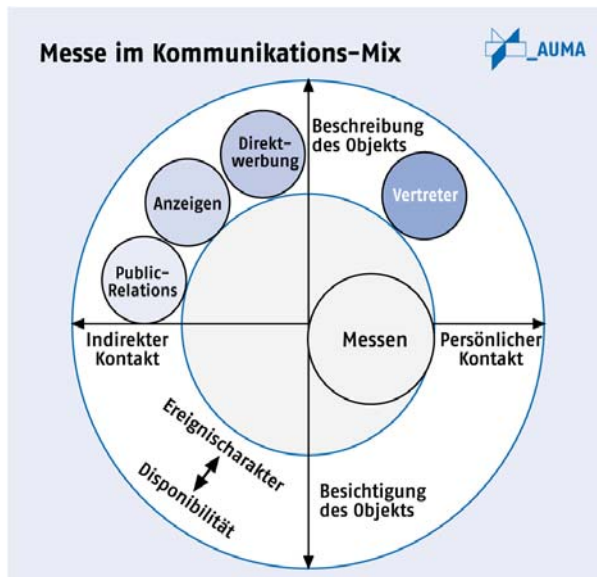 Messe im Kommunikations-Mix
_AUMA
Direkt-
werbung
Beschreibung
des Objekts
Anzeigen
Vertreter
Public-
Relations
Indirekter
Kontakt
Messen
Persönlicher
Kontakt
Ereignischarakter
Disponibilität
Besichtigung
des Objekts